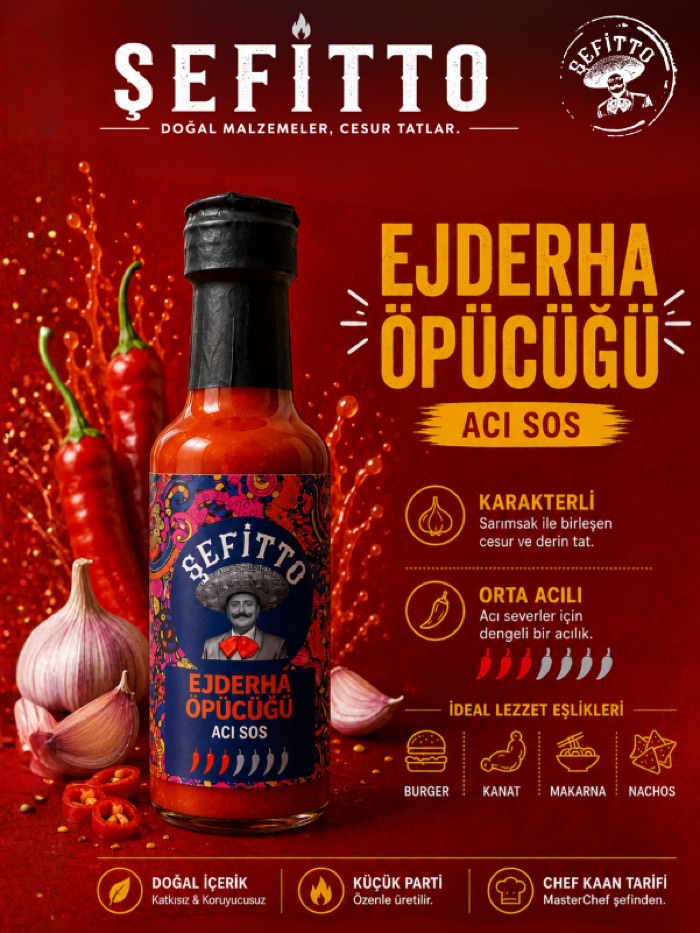 ŞEFİTTO
DOĞAL MALZEMELER, CESUR TATLAR.
ŞEFİTTO
EJDERHA
ÖPÜCÜĞÜ
ACI SOS
KARAKTERLİ
Sarımsak ile birleşen
cesur ve derin tat.
ORTA ACILI
Acı severler için
dengeli bir acılık.
İDEAL LEZZET EŞLİKLERİ
BURGER
KANAT
MAKARNA
NACHOS
ŞEFİTTO
EJDERHA
ÖPÜCÜĞÜ
ACI SOS
DOĞAL İÇERİK
Katkısız & Koruyucusuz
KÜÇÜK PARTİ
Özenle üretilir.
CHEF KAAN TARİFİ
MasterChef şefinden.